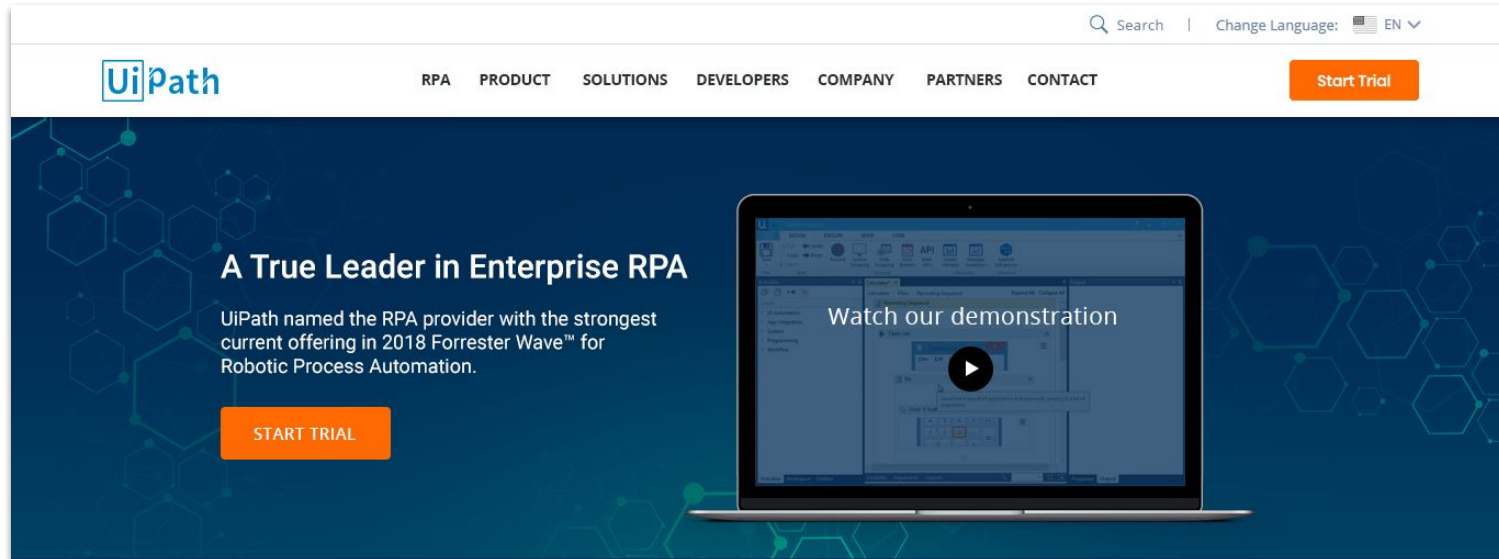 Search | Change Language: EN
UiPath
RPA PRODUCT SOLUTIONS DEVELOPERS COMPANY PARTNERS CONTACT
Start Trial
A True Leader in Enterprise RPA
UiPath named the RPA provider with the strongest
current offering in 2018 Forrester Wave™ for
Robotic Process Automation.
START TRIAL
Watch our demonstration